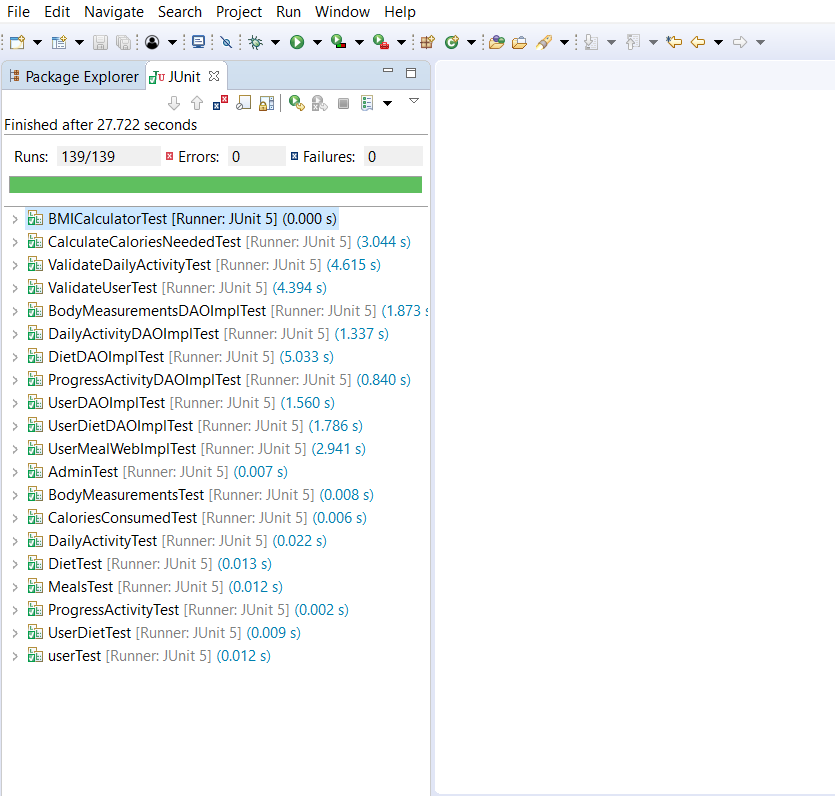 File Edit Navigate Search Project Run Window Help
Package Explorer JUnit
Finished after 27.722 seconds
Runs: 139/139 Errors: 0 Failures: 0
BMICalculatorTest [Runner: JUnit 5] (0.000 s)
CalculateCaloriesNeededTest [Runner: JUnit 5] (3.044 s)
ValidateDailyActivityTest [Runner: JUnit 5] (4.615 s)
ValidateUserTest [Runner: JUnit 5] (4.394 s)
BodyMeasurementsDAOImplTest [Runner: JUnit 5] (1.873 s
DailyActivityDAOImplTest [Runner: JUnit 5] (1.337 s)
DietDAOImplTest [Runner: JUnit 5] (5.033 s)
ProgressActivityDAOImplTest [Runner: JUnit 5] (0.840 s)
UserDAOImplTest [Runner: JUnit 5] (1.560 s)
UserDietDAOImplTest [Runner: JUnit 5] (1.786 s)
UserMealWebImplTest [Runner: JUnit 5] (2.941 s)
AdminTest [Runner: JUnit 5] (0.007 s)
BodyMeasurementsTest [Runner: JUnit 5] (0.008 s)
CaloriesConsumedTest [Runner: JUnit 5] (0.006 s)
DailyActivityTest [Runner: JUnit 5] (0.022 s)
DietTest [Runner: JUnit 5] (0.013 s)
MealsTest [Runner: JUnit 5] (0.012 s)
ProgressActivityTest [Runner: JUnit 5] (0.002 s)
UserDietTest [Runner: JUnit 5] (0.009 s)
userTest [Runner: JUnit 5] (0.012 s)